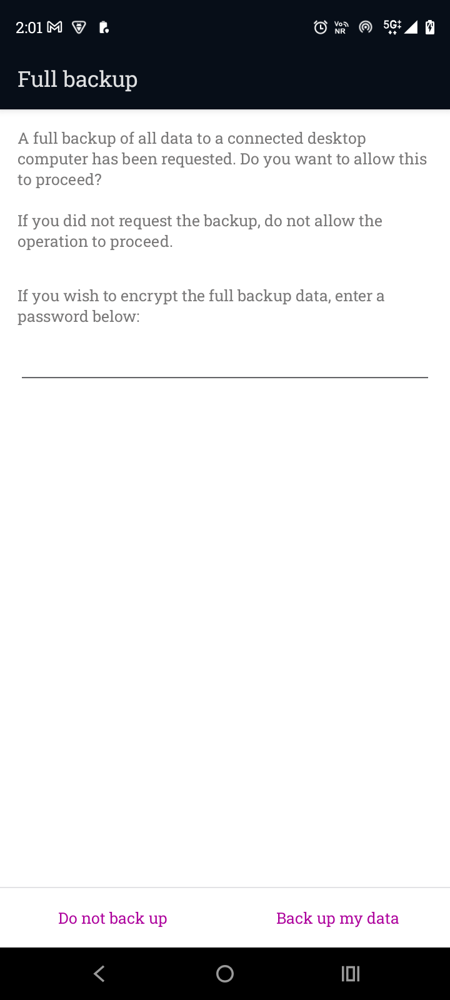 2:01
Vo NR
5G
Full backup
A full backup of all data to a connected desktop
computer has been requested. Do you want to allow this
to proceed?
If you did not request the backup, do not allow the
operation to proceed.
If you wish to encrypt the full backup data, enter a
password below:
Do not back up
Back up my data